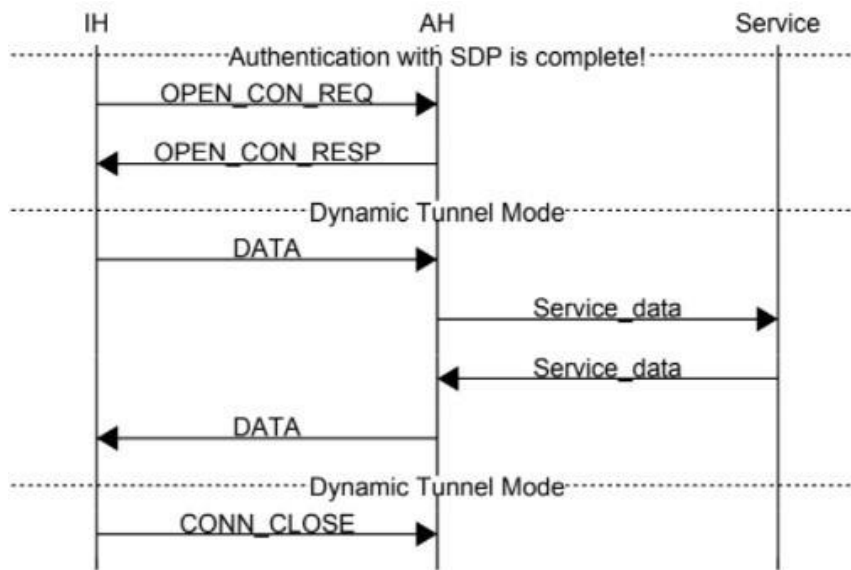 IH AH Service
Authentication with SDP is complete!
OPEN_CON_REQ
OPEN_CON_RESP
Dynamic Tunnel Mode
DATA
Service_data
Service_data
DATA
Dynamic Tunnel Mode
CONN_CLOSE